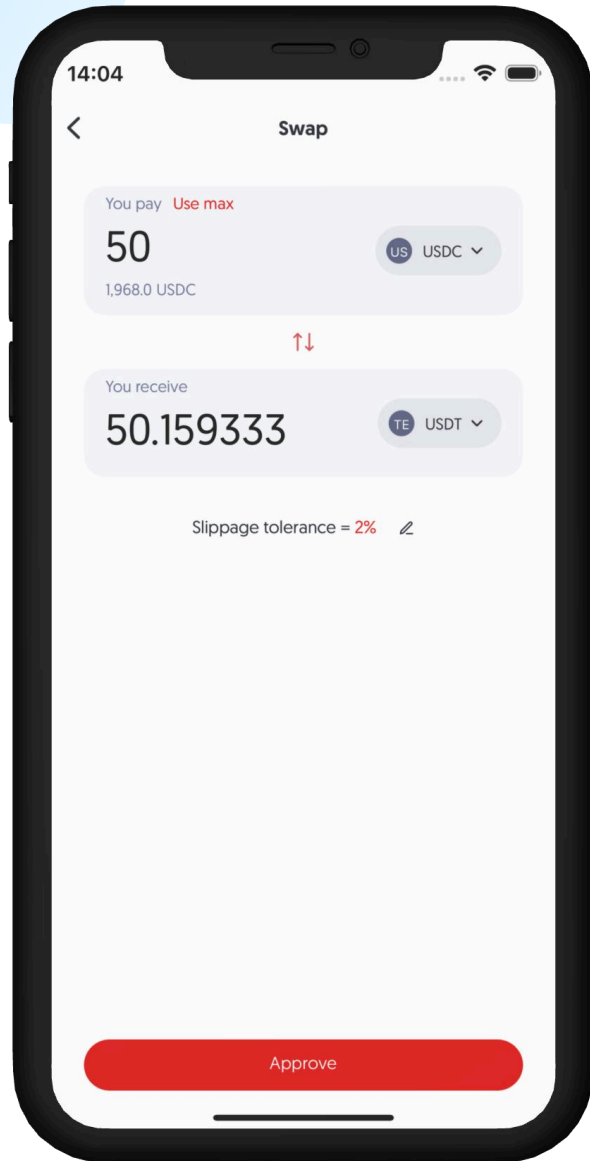 14:04
Swap
You pay Use max
50
US USDC
1,968.0 USDC
You receive
50.159333
TE USDT
Slippage tolerance = 2%
Approve